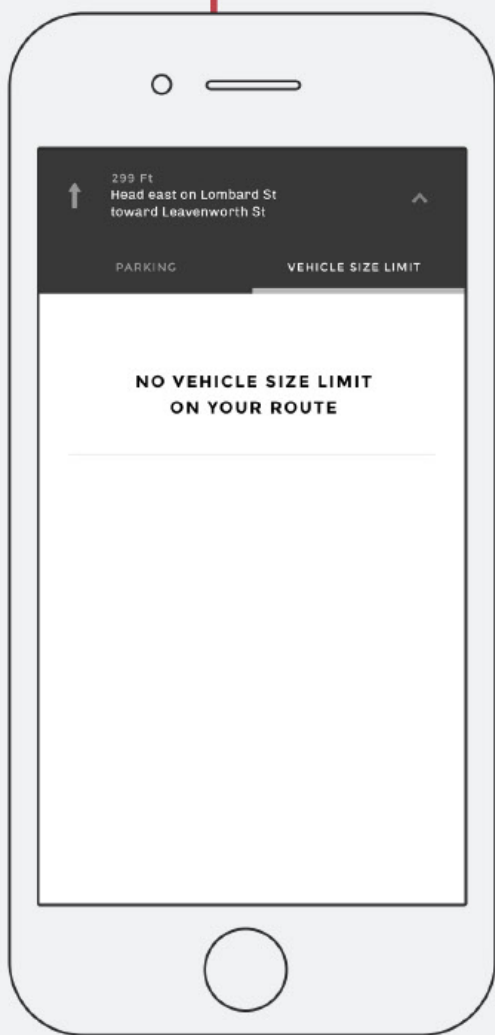 299 Ft
Head east on Lombard St
toward Leavenworth St
PARKING
VEHICLE SIZE LIMIT
NO VEHICLE SIZE LIMIT
ON YOUR ROUTE